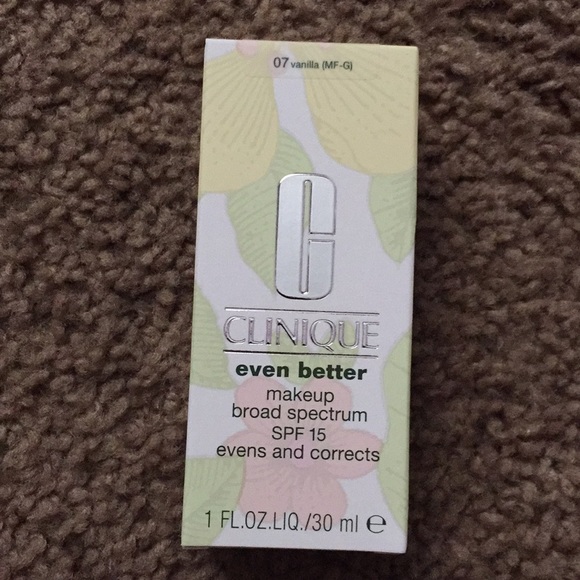 07 vanilla (MF-G)
C
CLINIQUE
even better
makeup
broad spectrum
SPF 15
evens and corrects
1 FL.OZ.LIQ./30 ml ℮